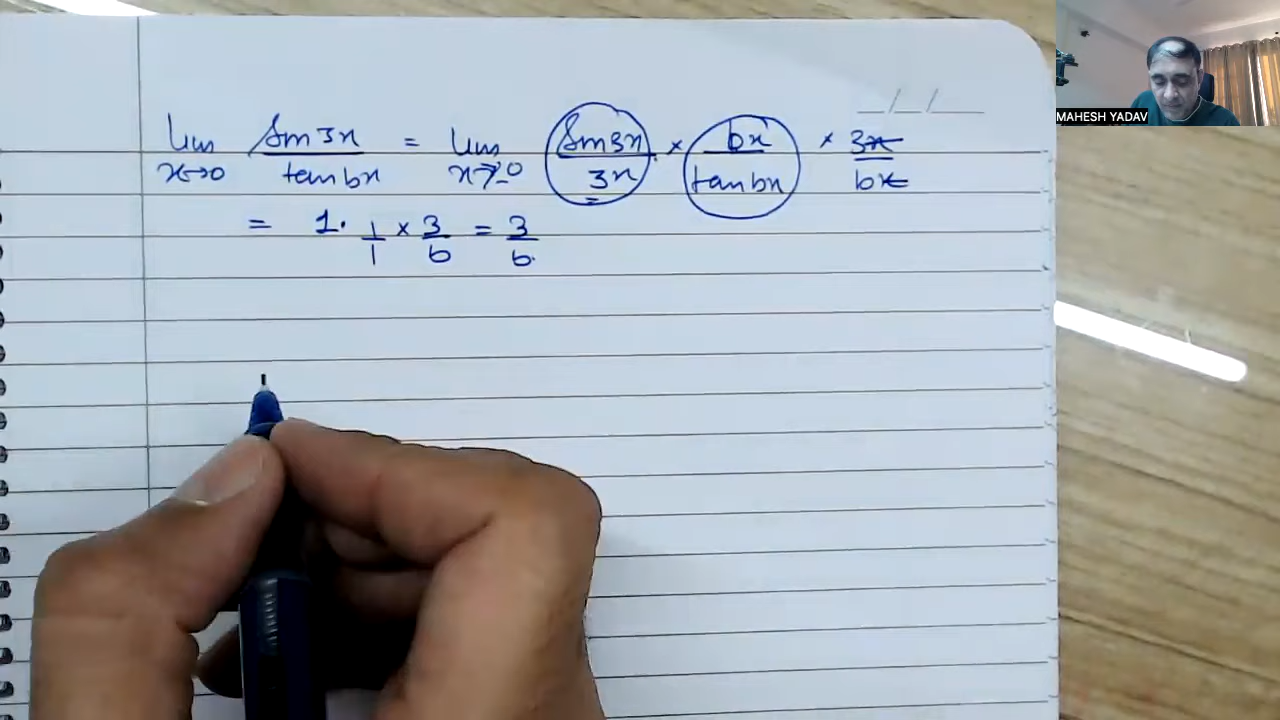 lim x→0 sin 3x / tan bx = lim x→0 sin 3x / 3x × bx / tan bx × 3x / bx
= 1 · 1/1 × 3/b = 3/b
_/_/_
MAHESH YADAV